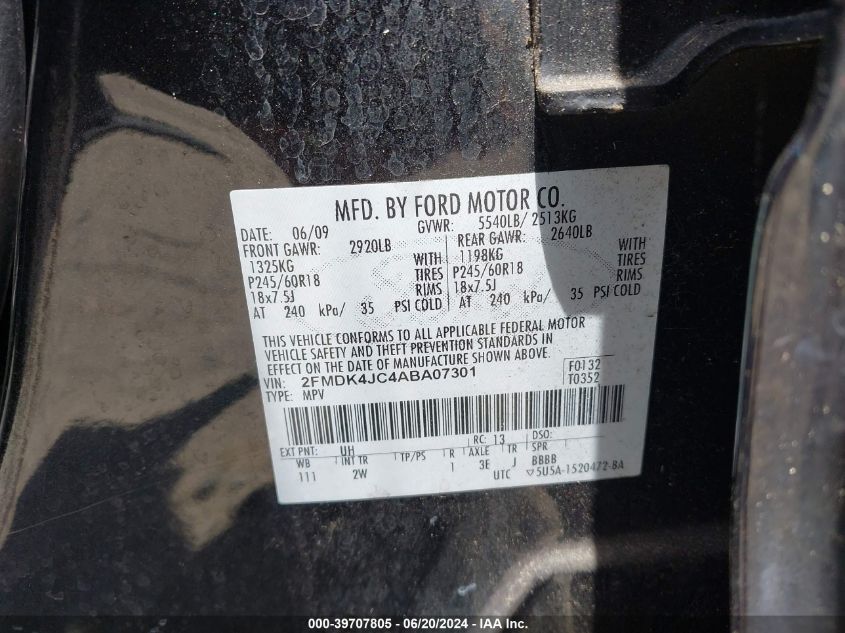 MFD. BY FORD MOTOR CO.
DATE: 06/09 GVWR: 5540LB/ 2513KG
FRONT GAWR: 2920LB REAR GAWR: 2640LB
1325KG WITH 1198KG WITH
P245/60R18 TIRES P245/60R18 TIRES
18x7.5J RIMS 18x7.5J RIMS
AT 240 kPa/ 35 PSI COLD AT 240 kPa/ 35 PSI COLD
THIS VEHICLE CONFORMS TO ALL APPLICABLE FEDERAL MOTOR
VEHICLE SAFETY AND THEFT PREVENTION STANDARDS IN
EFFECT ON THE DATE OF MANUFACTURE SHOWN ABOVE.
VIN: 2FMDK4JC4ABA07301 F0132
TYPE: MPV T0352
EXT PNT: UH RC: 13 DSO:
WB INT TR TP/PS R AXLE TR SPR
111 2W 1 3E J BBBB
UTC ▽5U5A-1520472-BA
000-39707805 - 06/20/2024 - IAA Inc.